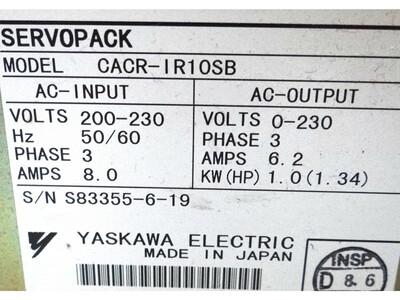 SERVOPACK
MODEL CACR-IR10SB
AC-INPUT AC-OUTPUT
VOLTS 200-230 VOLTS 0-230
Hz 50/60 PHASE 3
PHASE 3 AMPS 6.2
AMPS 8.0 KW(HP) 1.0(1.34)
S/N S83355-6-19
YASKAWA ELECTRIC
MADE IN JAPAN
INSP
D 8.6